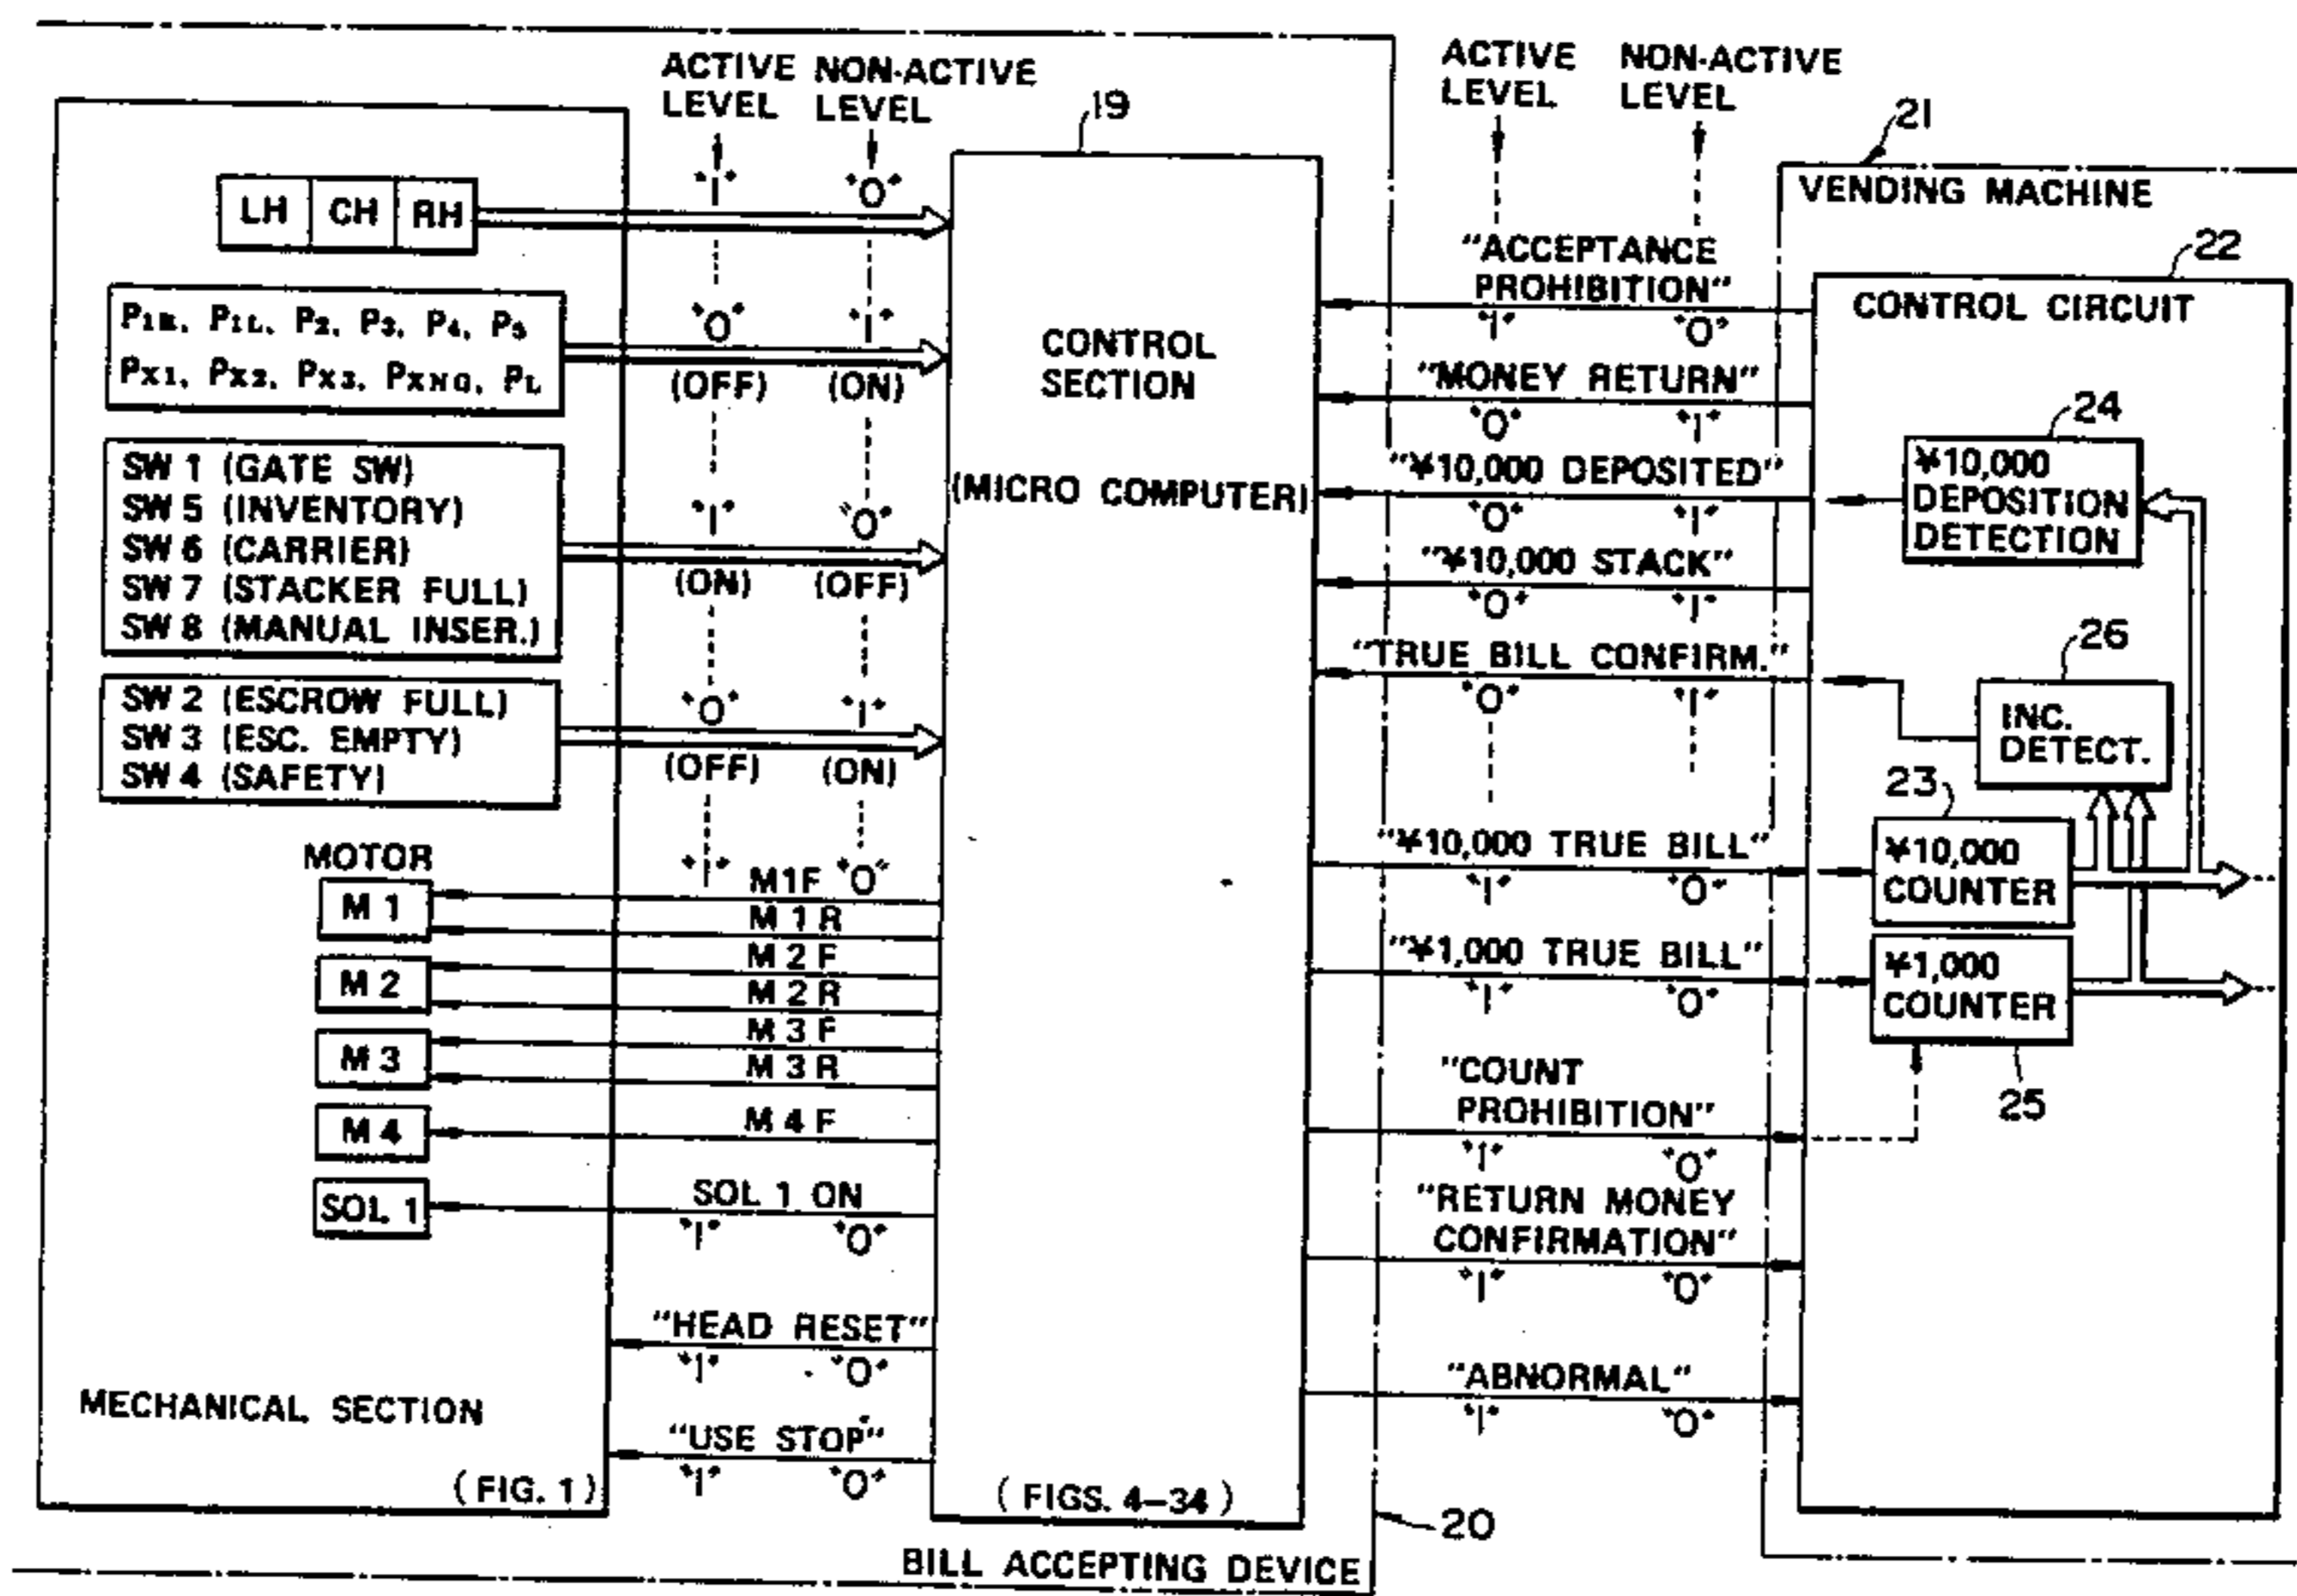 ACTIVE LEVEL
NON-ACTIVE LEVEL
LH CH RH
"1" "0"
P1R, P1L, P2, P3, P4, P5
PX1, PX2, PX3, PXNG, PL
"0" "1"
(OFF) (ON)
SW 1 (GATE SW)
SW 5 (INVENTORY)
SW 6 (CARRIER)
SW 7 (STACKER FULL)
SW 8 (MANUAL INSER.)
"1" "0"
(ON) (OFF)
SW 2 (ESCROW FULL)
SW 3 (ESC. EMPTY)
SW 4 (SAFETY)
"0" "1"
(OFF) (ON)
MOTOR
"1" "0"
M 1
M1F
M 1 R
M 2
M 2 F
M 2 R
M 3
M 3 F
M 3 R
M 4
M 4 F
SOL 1
SOL 1 ON
"1" "0"
"HEAD RESET"
"1" "0"
"USE STOP"
"1" "0"
MECHANICAL SECTION
(FIG. 1)
19
CONTROL
SECTION
(MICRO COMPUTER)
(FIGS. 4-34)
20
BILL ACCEPTING DEVICE
ACTIVE LEVEL
NON-ACTIVE LEVEL
"ACCEPTANCE
PROHIBITION"
"1" "0"
"MONEY RETURN"
"0" "1"
"¥10,000 DEPOSITED"
"0" "1"
"¥10,000 STACK"
"0" "1"
"TRUE BILL CONFIRM."
"0" "1"
"¥10,000 TRUE BILL"
"1" "0"
"¥1,000 TRUE BILL"
"1" "0"
"COUNT
PROHIBITION"
"1" "0"
"RETURN MONEY
CONFIRMATION"
"1" "0"
"ABNORMAL"
"1" "0"
21
VENDING MACHINE
22
CONTROL CIRCUIT
24
¥10,000
DEPOSITION
DETECTION
26
INC.
DETECT.
23
¥10,000
COUNTER
¥1,000
COUNTER
25